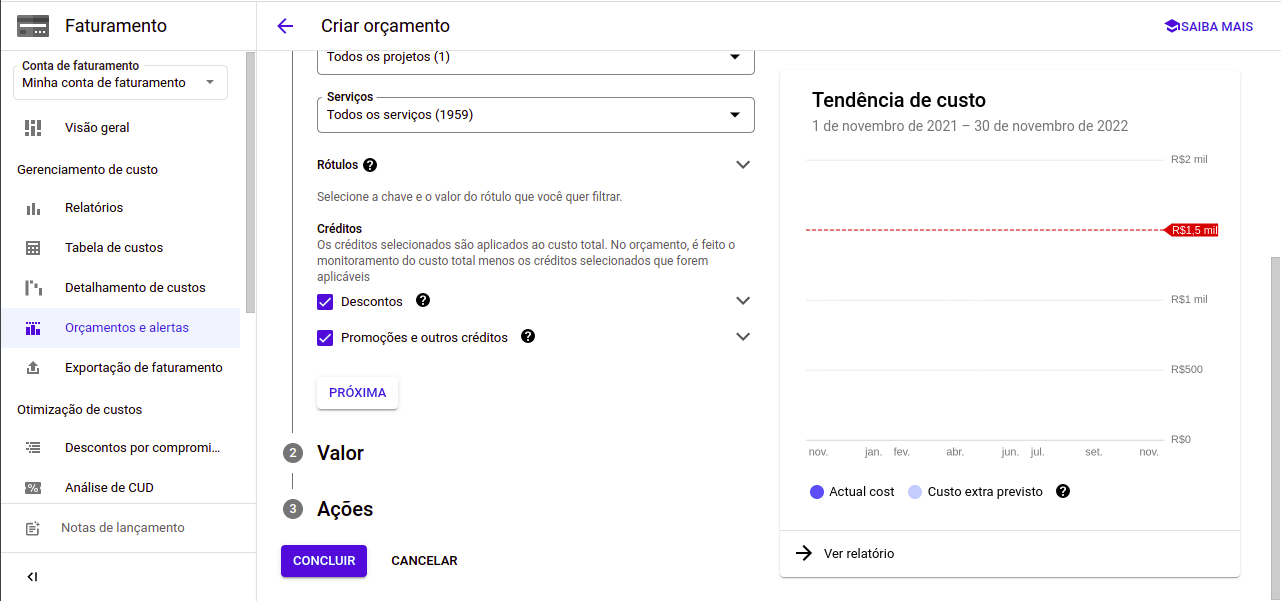 Faturamento
Criar orçamento
SAIBA MAIS
Conta de faturamento
Minha conta de faturamento
Visão geral
Gerenciamento de custo
Relatórios
Tabela de custos
Detalhamento de custos
Orçamentos e alertas
Exportação de faturamento
Otimização de custos
Descontos por compromi...
Análise de CUD
Notas de lançamento
Todos os projetos (1)
Serviços
Todos os serviços (1959)
Rótulos
Selecione a chave e o valor do rótulo que você quer filtrar.
Créditos
Os créditos selecionados são aplicados ao custo total. No orçamento, é feito o
monitoramento do custo total menos os créditos selecionados que forem
aplicáveis
Descontos
Promoções e outros créditos
PRÓXIMA
2 Valor
3 Ações
CONCLUIR CANCELAR
Tendência de custo
1 de novembro de 2021 – 30 de novembro de 2022
R$2 mil
R$1,5 mil
R$1 mil
R$500
R$0
nov. jan. fev. abr. jun. jul. set. nov.
Actual cost Custo extra previsto
Ver relatório